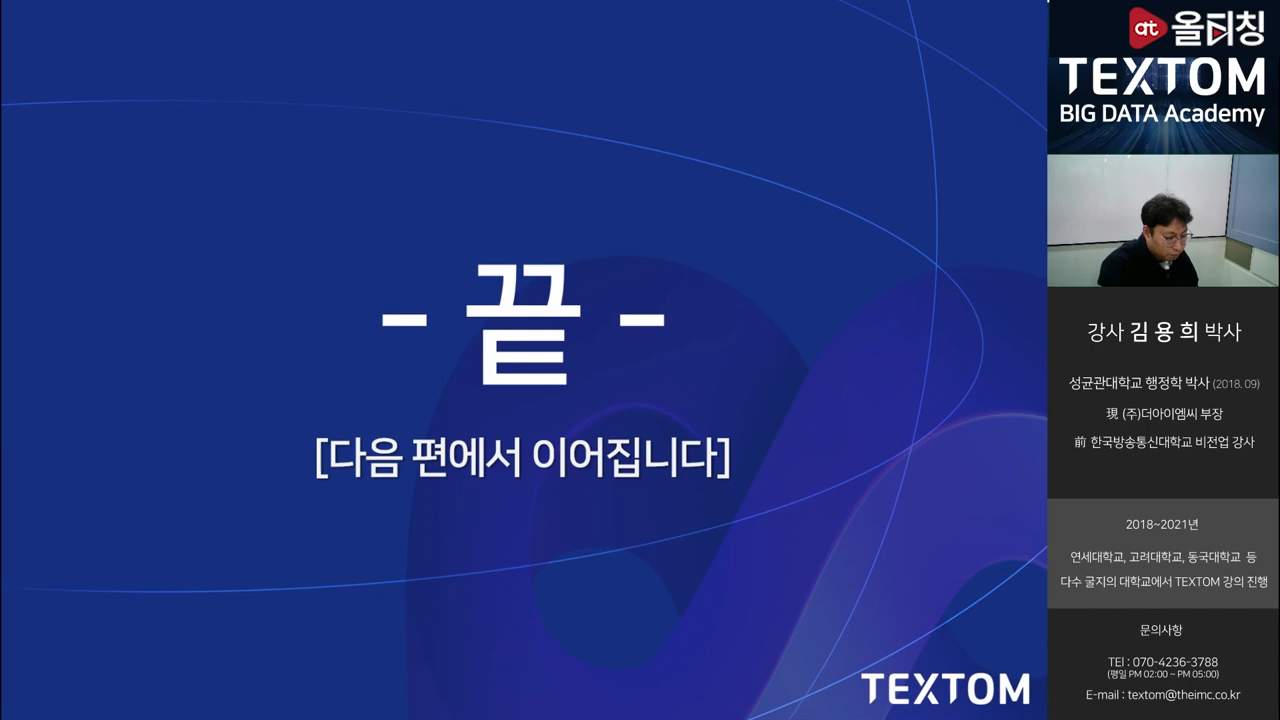 - 끝 -
[다음 편에서 이어집니다]
TEXTOM
at 올티칭
TEXTOM
BIG DATA Academy
강사 김 용 희 박사
성균관대학교 행정학 박사 (2018. 09)
現 (주)더아이엠씨 부장
前 한국방송통신대학교 비전업 강사
2018~2021년
연세대학교, 고려대학교, 동국대학교 등
다수 굴지의 대학교에서 TEXTOM 강의 진행
문의사항
TEl : 070-4236-3788
(평일 PM 02:00 ~ PM 05:00)
E-mail : textom@theimc.co.kr